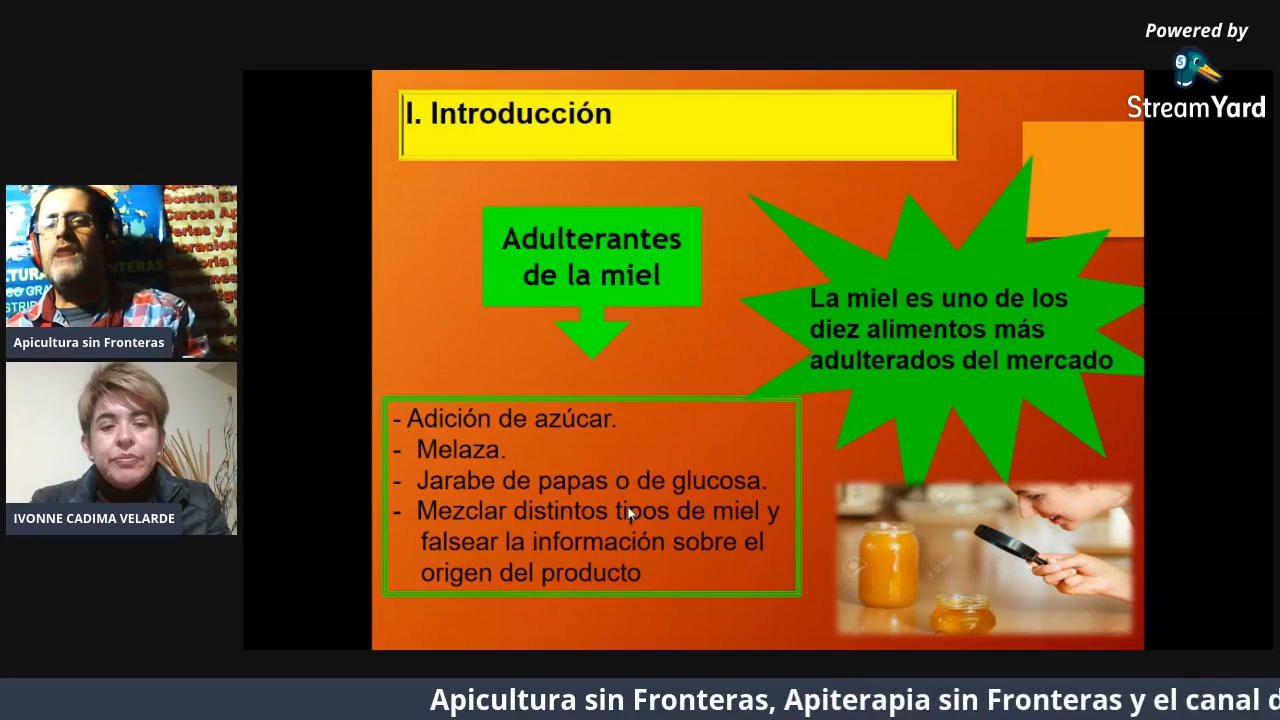 Powered by
StreamYard
I. Introducción
Adulterantes
de la miel
La miel es uno de los
diez alimentos más
adulterados del mercado
- Adición de azúcar.
- Melaza.
- Jarabe de papas o de glucosa.
- Mezclar distintos tipos de miel y
falsear la información sobre el
origen del producto
Apicultura sin Fronteras
IVONNE CADIMA VELARDE
Apicultura sin Fronteras, Apiterapia sin Fronteras y el canal